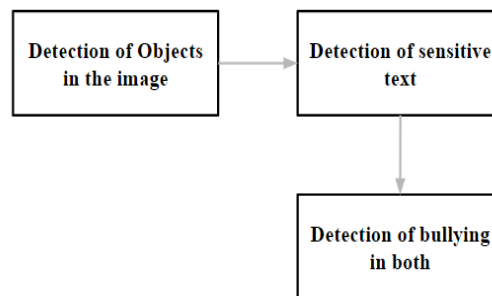 Detection of Objects
in the image
Detection of sensitive
text
Detection of bullying
in both